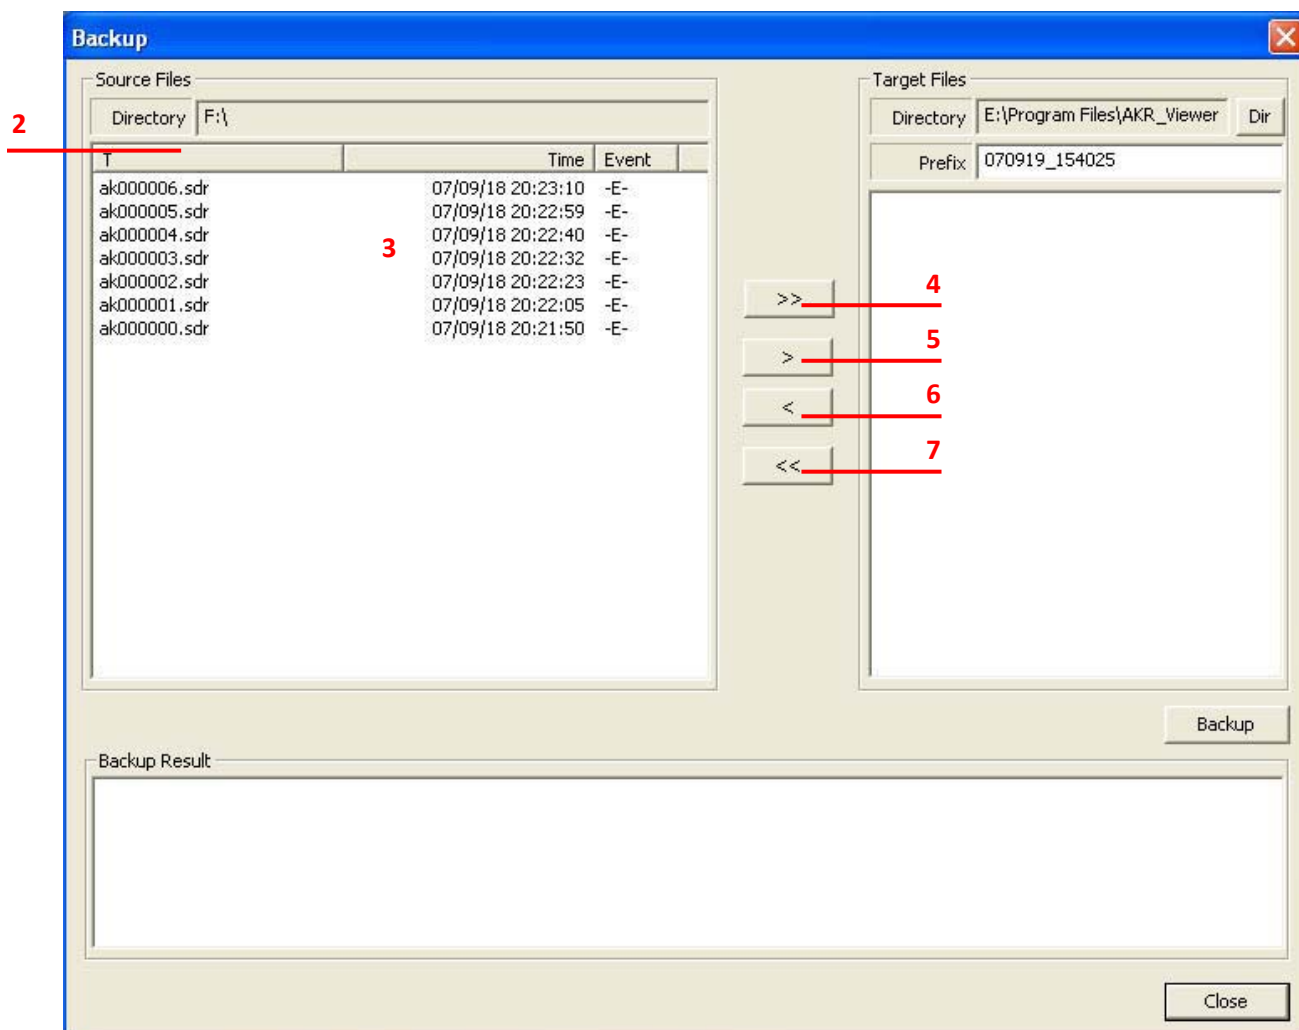 Backup
Source Files
Directory F:\
2
T Time Event
ak000006.sdr 07/09/18 20:23:10 -E-
ak000005.sdr 07/09/18 20:22:59 -E-
ak000004.sdr 07/09/18 20:22:40 -E-
3
ak000003.sdr 07/09/18 20:22:32 -E-
ak000002.sdr 07/09/18 20:22:23 -E-
ak000001.sdr 07/09/18 20:22:05 -E-
ak000000.sdr 07/09/18 20:21:50 -E-
>> 4
> 5
< 6
<< 7
Target Files
Directory E:\Program Files\AKR_Viewer Dir
Prefix 070919_154025
Backup
Backup Result
Close